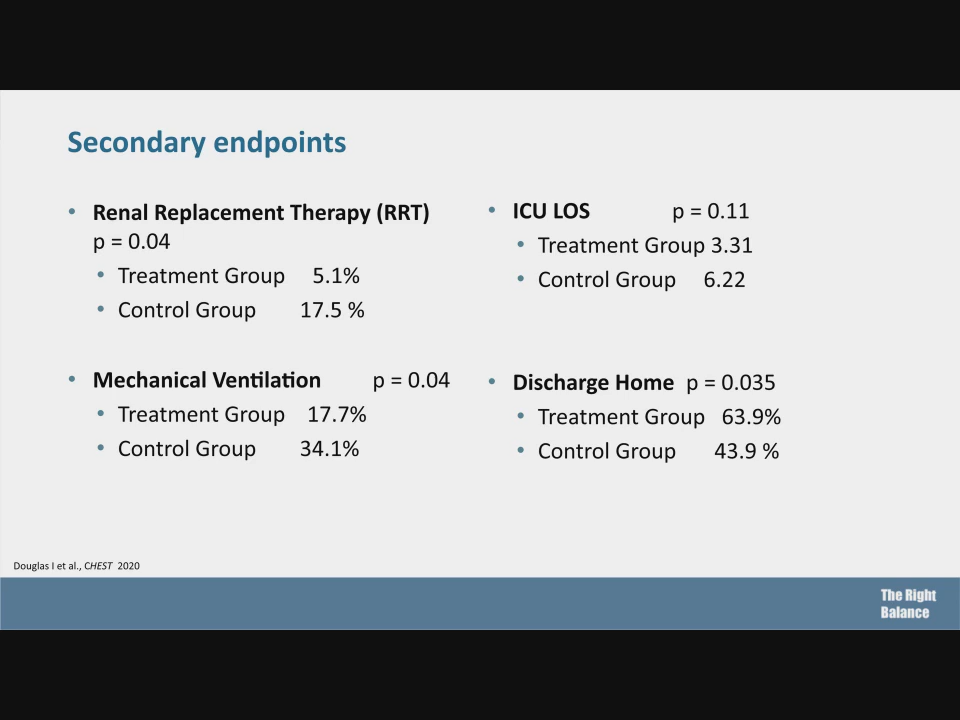 Secondary endpoints
• Renal Replacement Therapy (RRT)
p = 0.04
• Treatment Group 5.1%
• Control Group 17.5 %
• Mechanical Ventilation p = 0.04
• Treatment Group 17.7%
• Control Group 34.1%
• ICU LOS p = 0.11
• Treatment Group 3.31
• Control Group 6.22
• Discharge Home p = 0.035
• Treatment Group 63.9%
• Control Group 43.9 %
Douglas I et al., CHEST 2020
The Right
Balance